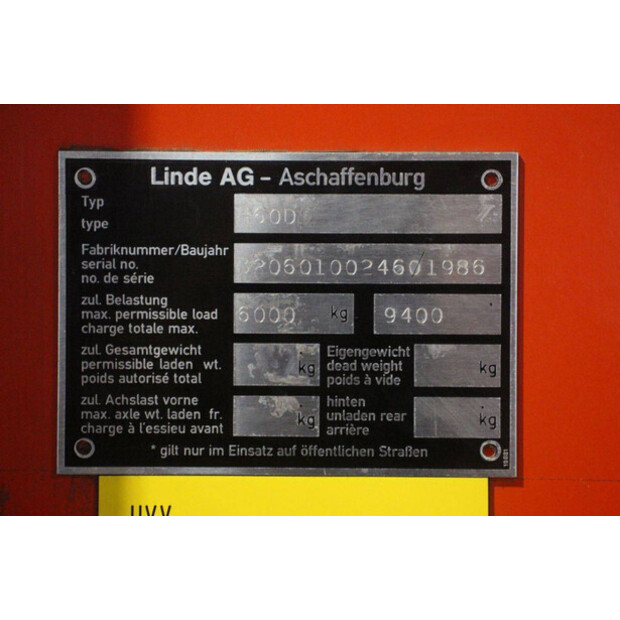 Linde AG - Aschaffenburg
Typ
type
H60D
Fabriknummer/Baujahr
serial no.
no. de série
zul. Belastung
max. permissible load
charge totale max.
6000 kg 9400
zul. Gesamtgewicht
permissible laden wt.
poids autorisé total
kg
Eigengewicht
dead weight
poids à vide
kg
zul. Achslast vorne
max. axle wt. laden fr.
charge à l'essieu avant
kg
hinten
unladen rear
arrière
kg
* gilt nur im Einsatz auf öffentlichen Straßen
UVV